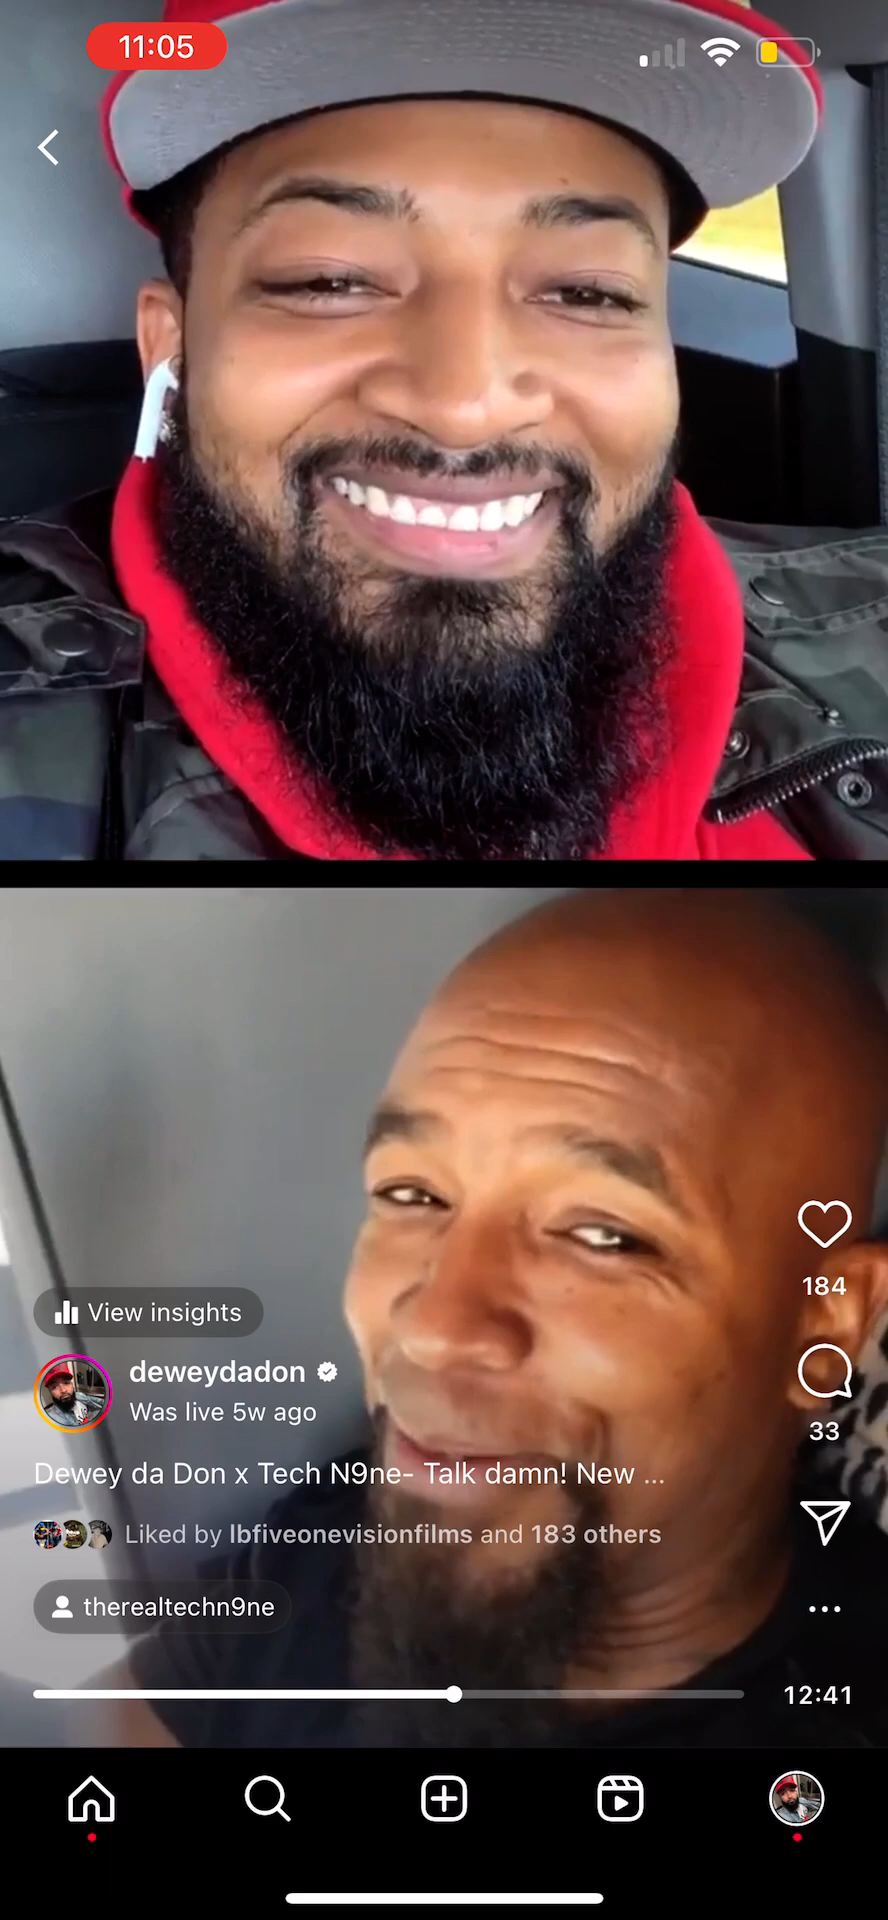 11:05
View insights
deweydadon
Was live 5w ago
Dewey da Don x Tech N9ne- Talk damn! New ...
Liked by lbfiveonevisionfilms and 183 others
therealtechn9ne
184
33
12:41